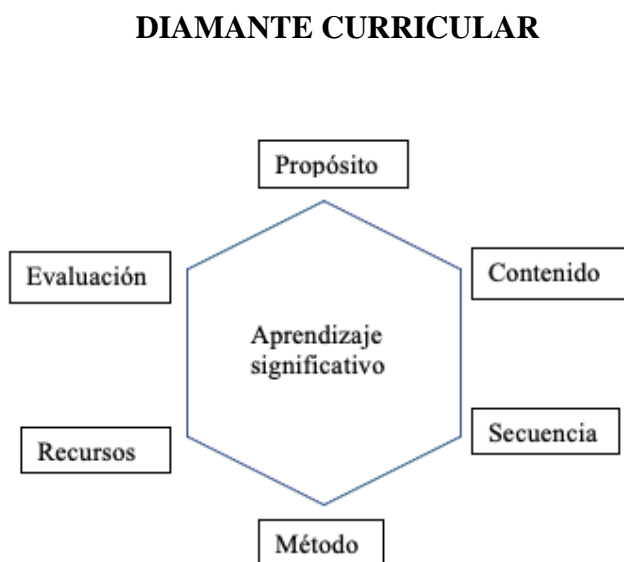 DIAMANTE CURRICULAR
Propósito
Evaluación
Contenido
Aprendizaje
significativo
Recursos
Secuencia
Método